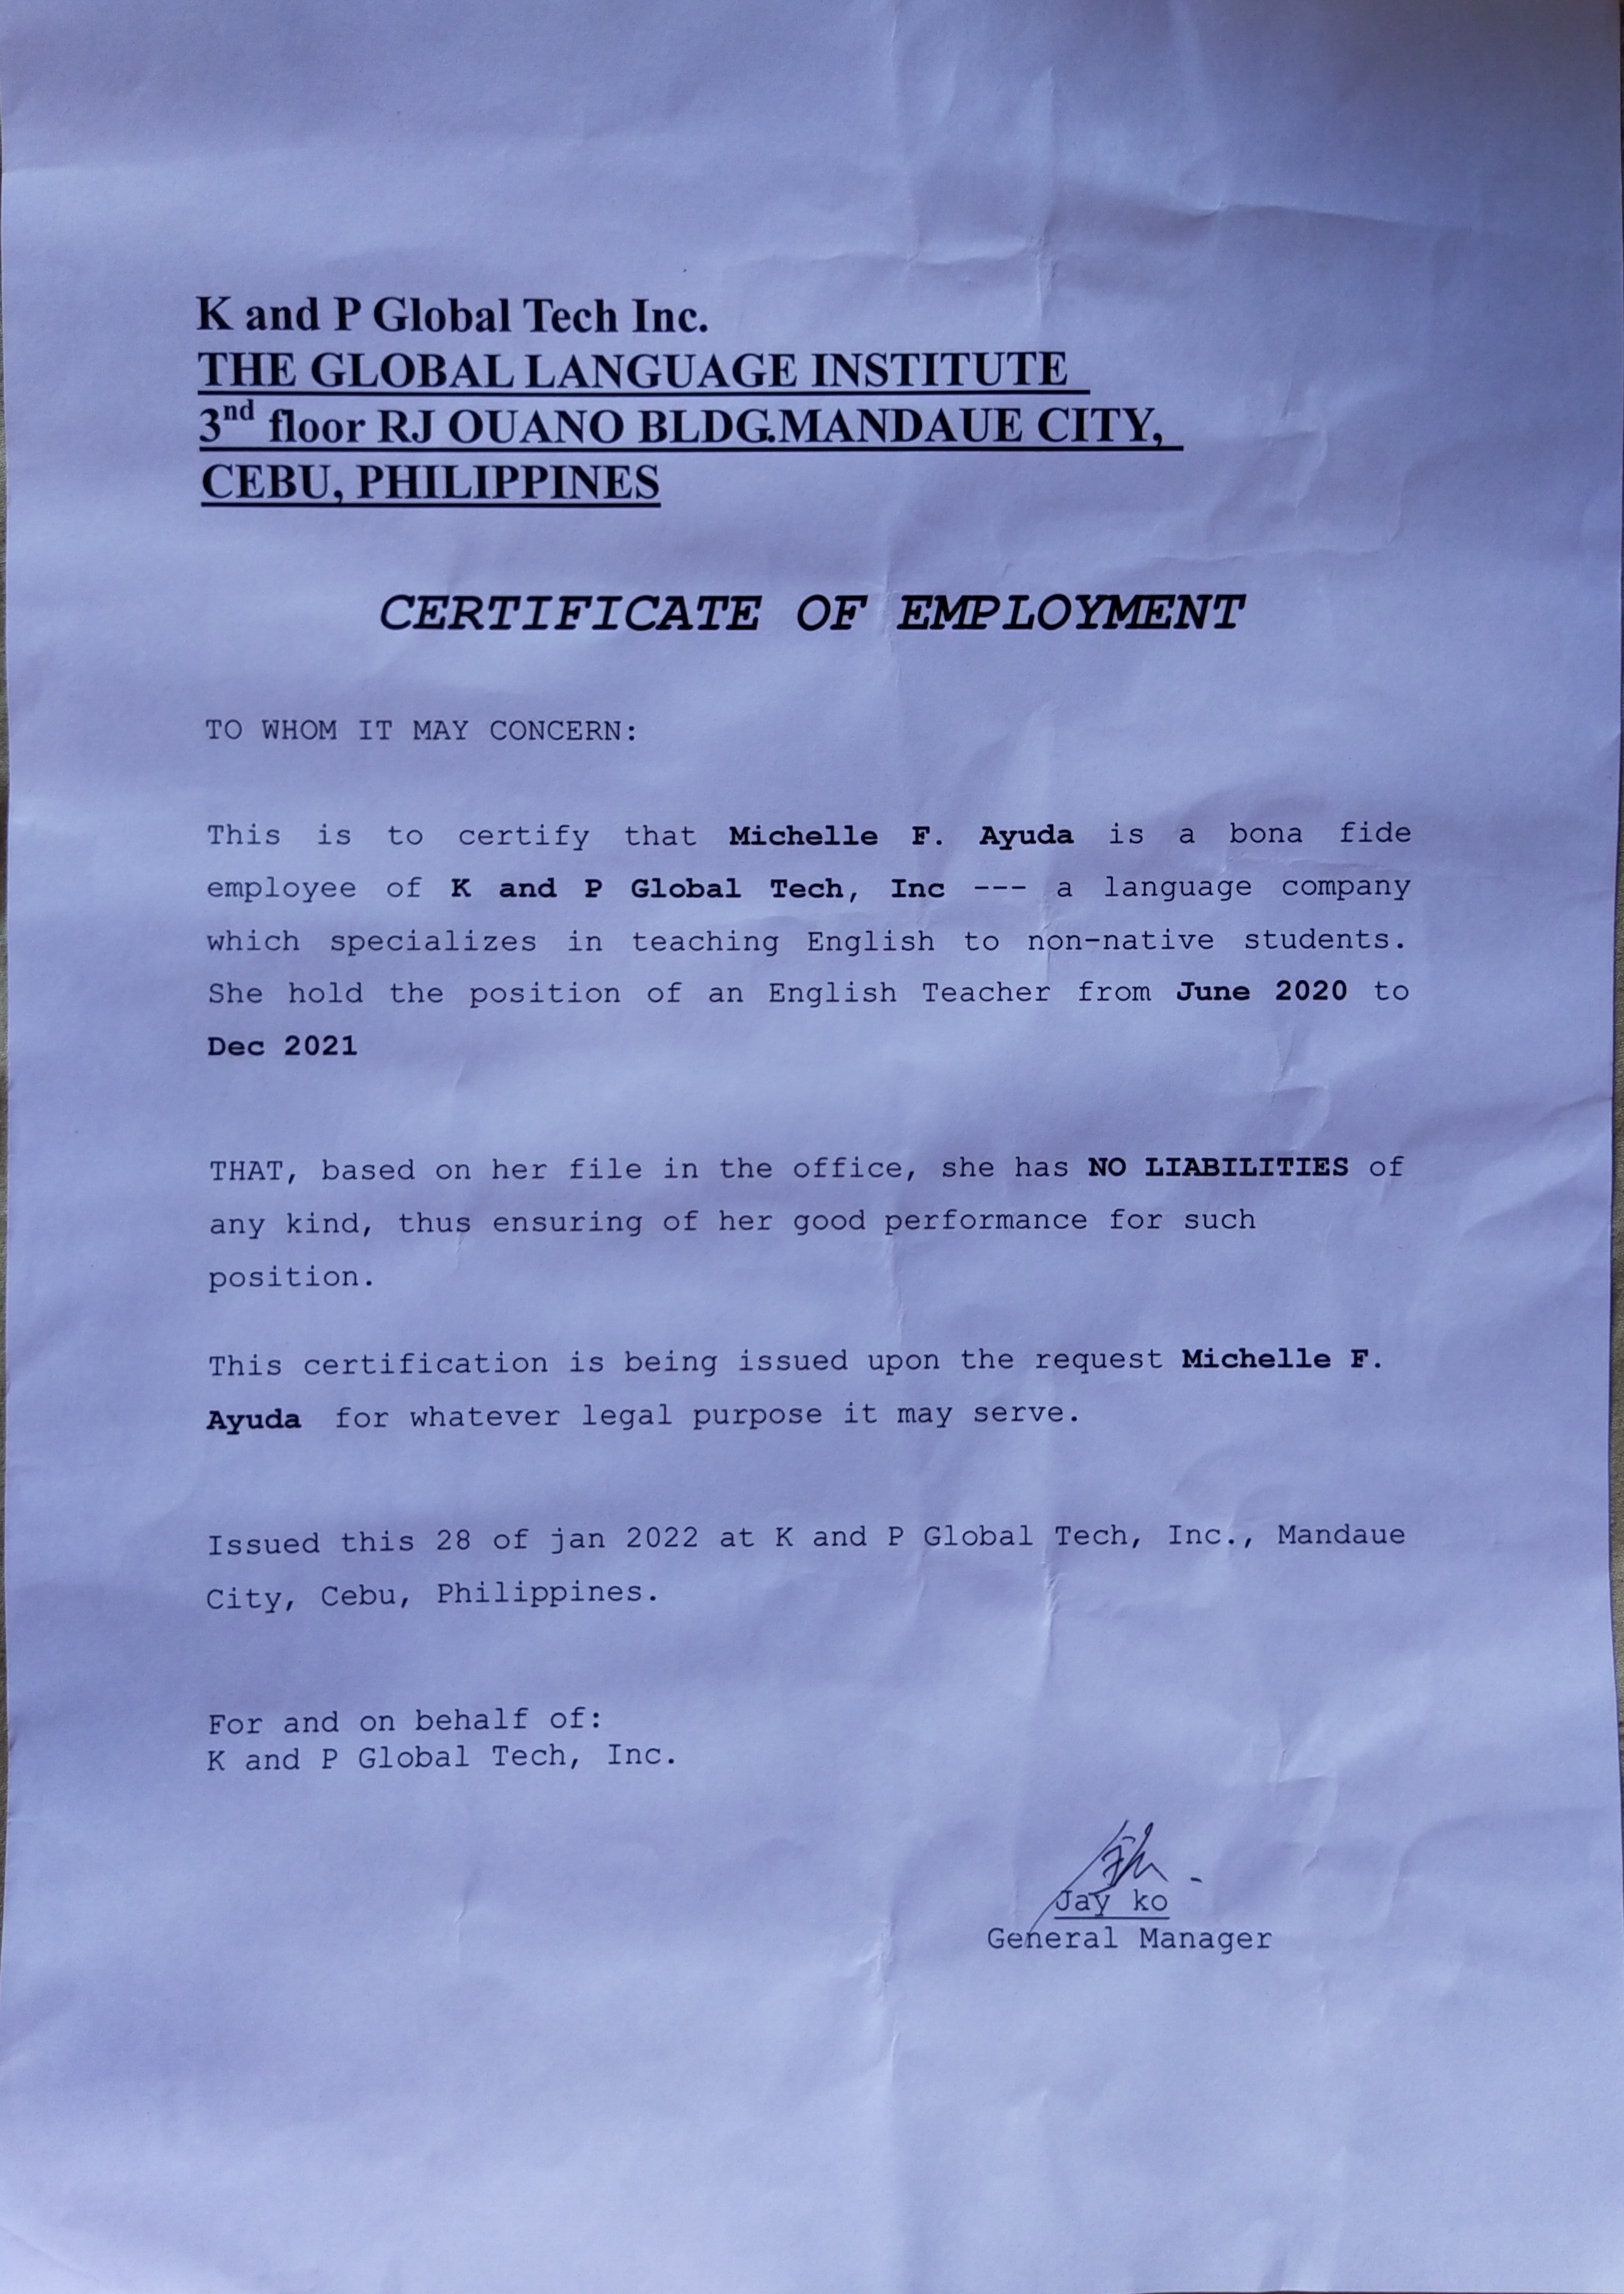 K and P Global Tech Inc.
THE GLOBAL LANGUAGE INSTITUTE
3nd floor RJ OUANO BLDG.MANDAUE CITY,
CEBU, PHILIPPINES
CERTIFICATE OF EMPLOYMENT
TO WHOM IT MAY CONCERN:
This is to certify that Michelle F. Ayuda is a bona fide
employee of K and P Global Tech, Inc --- a language company
which specializes in teaching English to non-native students.
She hold the position of an English Teacher from June 2020 to
Dec 2021
THAT, based on her file in the office, she has NO LIABILITIES of
any kind, thus ensuring of her good performance for such
position.
This certification is being issued upon the request Michelle F.
Ayuda for whatever legal purpose it may serve.
Issued this 28 of jan 2022 at K and P Global Tech, Inc., Mandaue
City, Cebu, Philippines.
For and on behalf of:
K and P Global Tech, Inc.
Jay ko
General Manager